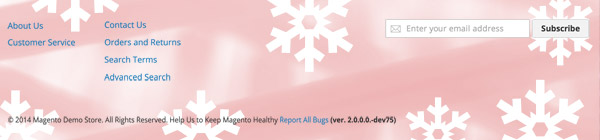 About Us
Customer Service
Contact Us
Orders and Returns
Search Terms
Advanced Search
Enter your email address
Subscribe
© 2014 Magento Demo Store. All Rights Reserved. Help Us to Keep Magento Healthy Report All Bugs (ver. 2.0.0.0.-dev75)